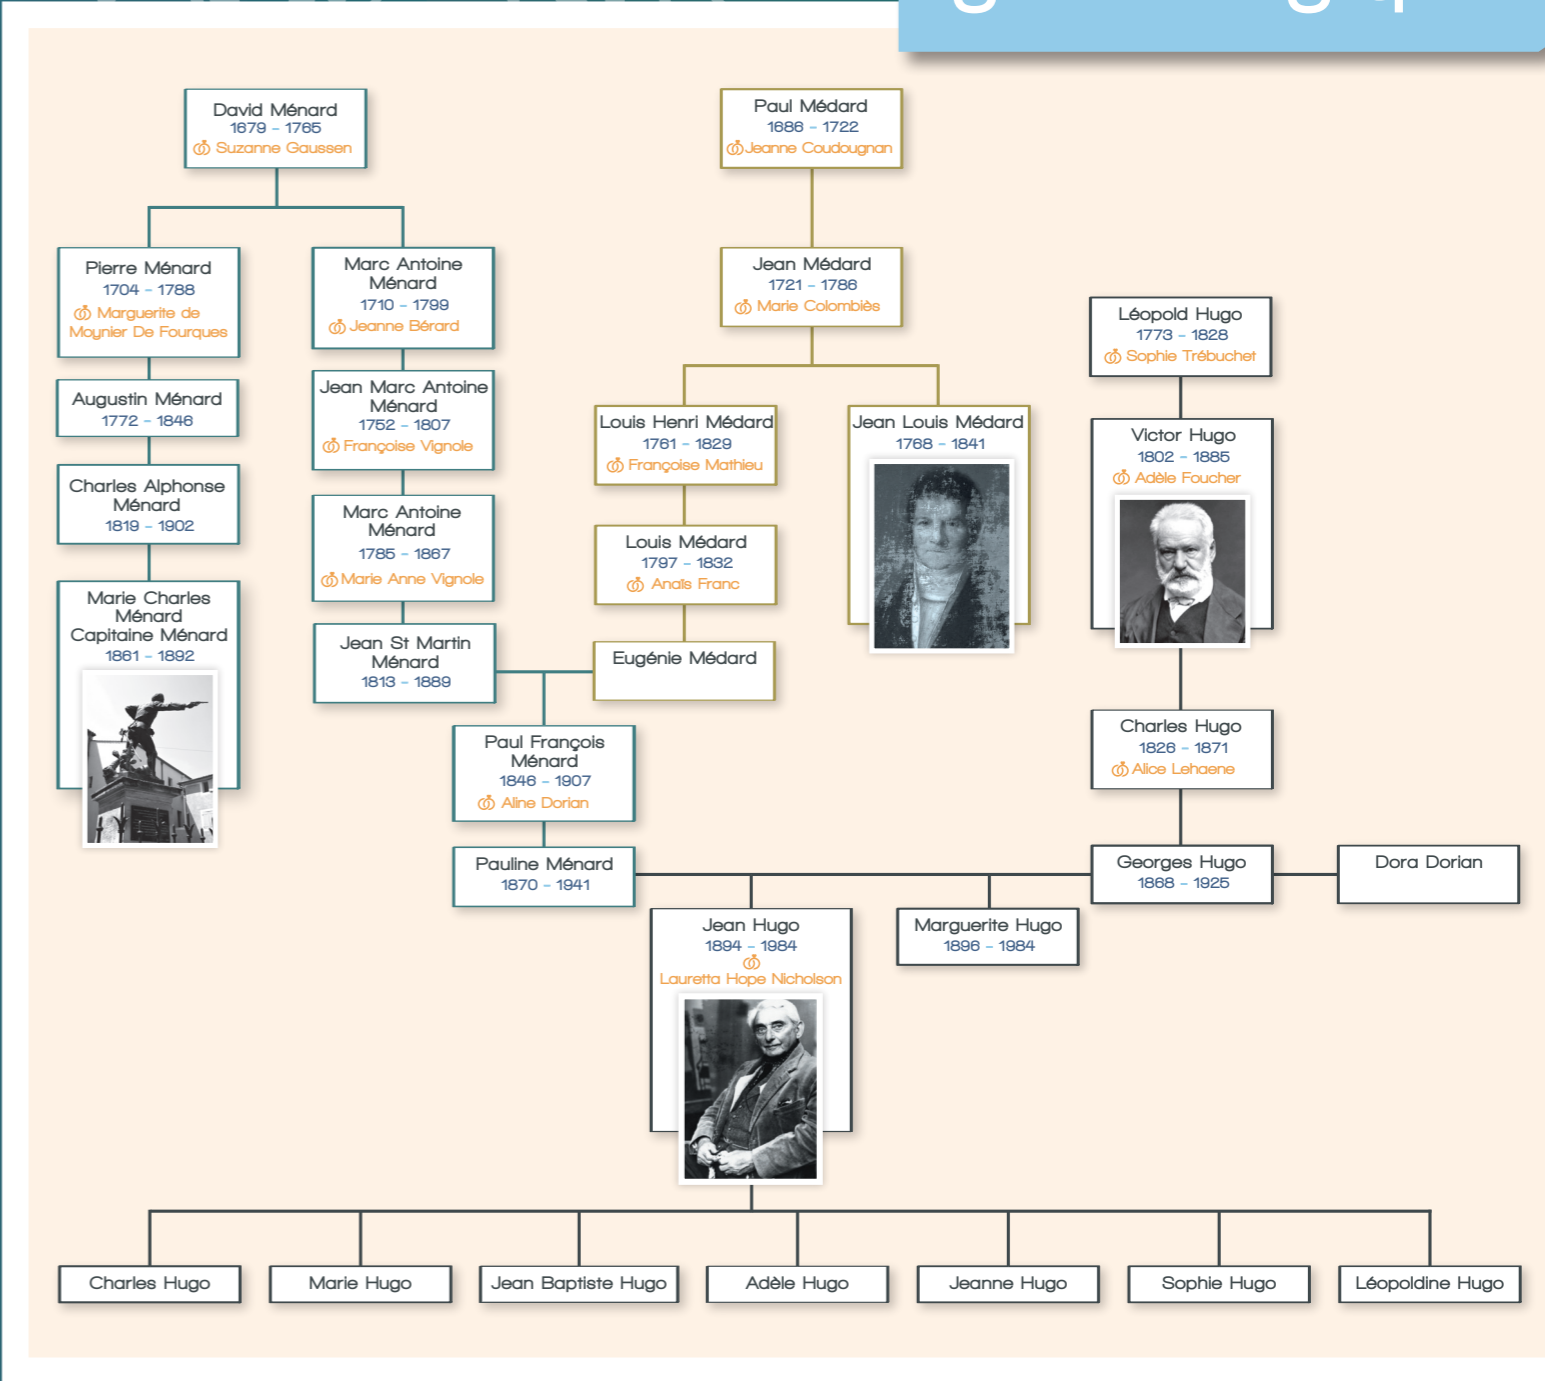 David Ménard
1679 - 1765
Suzanne Gaussen
Paul Médard
1686 - 1722
Jeanne Coudougnan
Pierre Ménard
1704 - 1788
Marguerite de
Moynier De Fourques
Marc Antoine
Ménard
1710 - 1799
Jeanne Bérard
Jean Médard
1721 - 1786
Marie Colombiès
Léopold Hugo
1773 - 1828
Sophie Trébuchet
Augustin Ménard
1772 - 1846
Jean Marc Antoine
Ménard
1752 - 1807
Françoise Vignole
Louis Henri Médard
1761 - 1829
Françoise Mathieu
Jean Louis Médard
1768 - 1841
Victor Hugo
1802 - 1885
Adèle Foucher
Charles Alphonse
Ménard
1819 - 1902
Marc Antoine
Ménard
1785 - 1867
Marie Anne Vignole
Louis Médard
1797 - 1832
Anaïs Franc
Marie Charles
Ménard
Capitaine Ménard
1861 - 1892
Jean St Martin
Ménard
1813 - 1889
Eugénie Médard
Paul François
Ménard
1846 - 1907
Aline Dorian
Charles Hugo
1826 - 1871
Alice Lehaene
Pauline Ménard
1870 - 1941
Georges Hugo
1868 - 1925
Dora Dorian
Jean Hugo
1894 - 1984
Lauretta Hope Nicholson
Marguerite Hugo
1896 - 1984
Charles Hugo
Marie Hugo
Jean Baptiste Hugo
Adèle Hugo
Jeanne Hugo
Sophie Hugo
Léopoldine Hugo